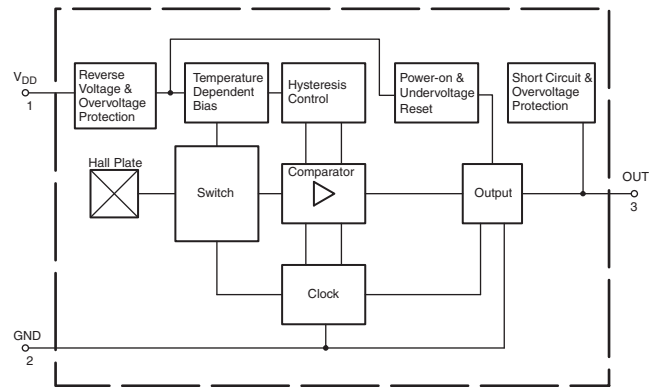 V_DD
1
Reverse
Voltage &
Overvoltage
Protection
Temperature
Dependent
Bias
Hysteresis
Control
Power-on &
Undervoltage
Reset
Short Circuit &
Overvoltage
Protection
Hall Plate
Switch
Comparator
Output
OUT
3
Clock
GND
2